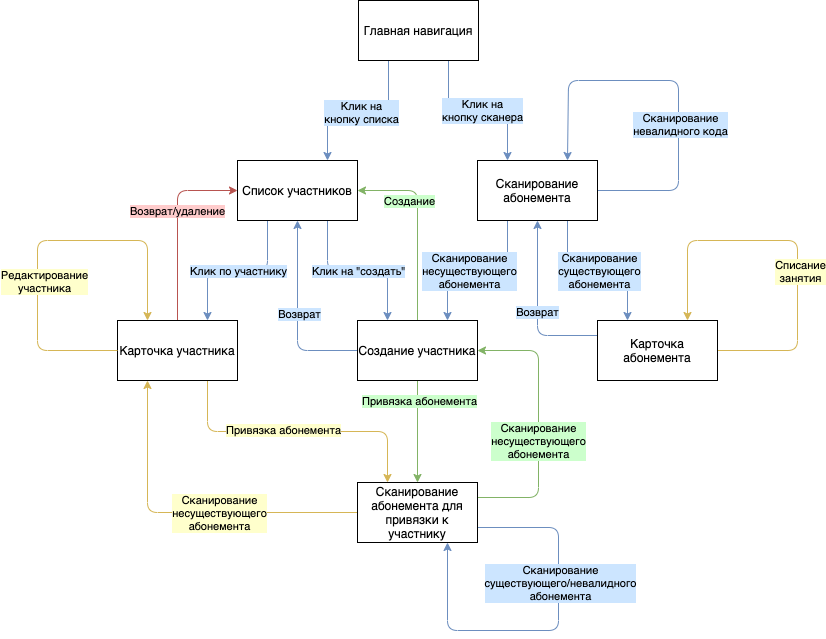 Главная навигация
Клик на
кнопку списка
Клик на
кнопку сканера
Сканирование
невалидного кода
Список участников
Сканирование
абонемента
Возврат/удаление
Создание
Редактирование
участника
Клик по участнику
Клик на "создать"
Сканирование
несуществующего
абонемента
Сканирование
существующего
абонемента
Списание
занятия
Возврат
Возврат
Карточка участника
Создание участника
Карточка
абонемента
Привязка абонемента
Привязка абонемента
Сканирование
несуществующего
абонемента
Сканирование
несуществующего
абонемента
Сканирование
абонемента для
привязки к
участнику
Сканирование
существующего/невалидного
абонемента